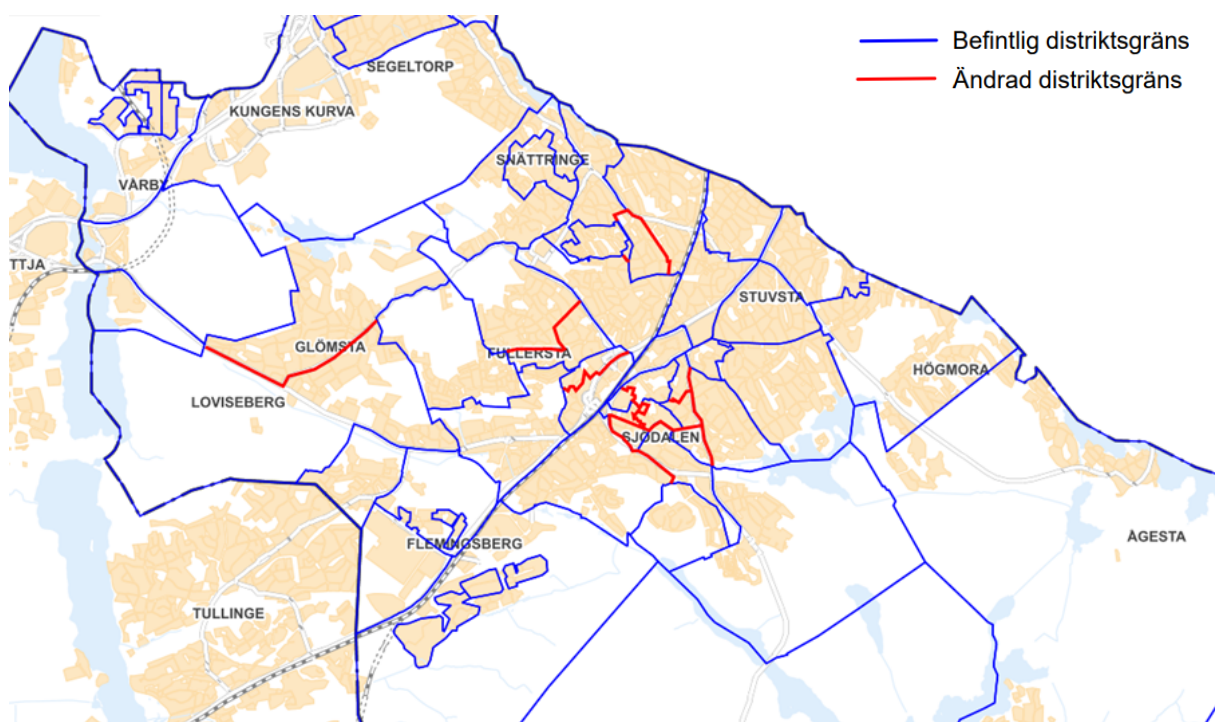 Befintlig distriktsgräns
Ändrad distriktsgräns
SEGELTORP
KUNGENS KURVA
SNÄTTRINGE
VÅRBY
TTJA
STUVSTA
GLÖMSTA
FULLERSTA
HÖGMORA
LOVISEBERG
SJÖDALEN
ÅGESTA
FLEMINGSBERG
TULLINGE